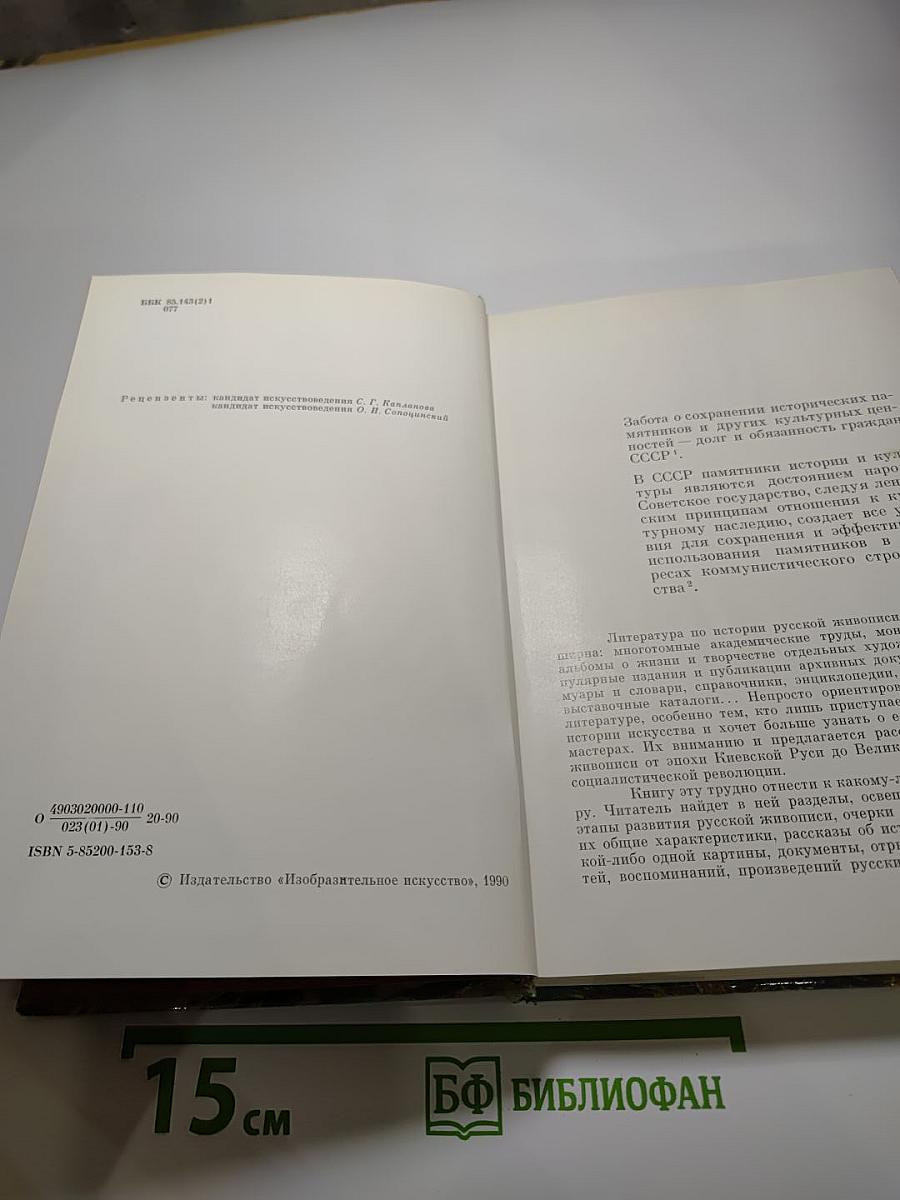 ББК 85.143(2)1
077
Рецензенты: кандидат искусствоведения С. Г. Капланова
кандидат искусствоведения О. И. Сопоцинский
О 4903020000-110
023(01)-90 20-90
ISBN 5-85200-153-8
© Издательство «Изобразительное искусство», 1990
Забота о сохранении исторических па-
мятников и других культурных цен-
ностей — долг и обязанность граждан
СССР¹.
В СССР памятники истории и кул
туры являются достоянием наро
Советское государство, следуя лен
ским принципам отношения к ку
турному наследию, создает все у
вия для сохранения и эффекти
использования памятников в
ресах коммунистического стро
ства².
Литература по истории русской живописи
ширна: многотомные академические труды, мон
альбомы о жизни и творчестве отдельных худо
пулярные издания и публикации архивных доку
муары и словари, справочники, энциклопедии,
выставочные каталоги... Непросто ориентиров
литературе, особенно тем, кто лишь приступае
истории искусства и хочет больше узнать о е
мастерах. Их вниманию и предлагается расс
живописи от эпохи Киевской Руси до Велик
социалистической революции.
Книгу эту трудно отнести к какому-л
ру. Читатель найдет в ней разделы, освещ
этапы развития русской живописи, очерки
их общие характеристики, рассказы об ист
кой-либо одной картины, документы, отры
тей, воспоминаний, произведений русски
15 см
БФ БИБЛИОФАН